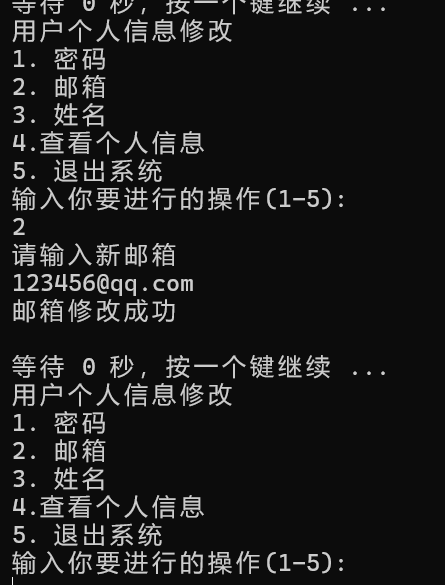 等待 0 秒, 按一个键继续 ...
用户个人信息修改
1. 密码
2. 邮箱
3. 姓名
4.查看个人信息
5. 退出系统
输入你要进行的操作(1-5):
2
请输入新邮箱
123456@qq.com
邮箱修改成功
等待 0 秒, 按一个键继续 ...
用户个人信息修改
1. 密码
2. 邮箱
3. 姓名
4.查看个人信息
5. 退出系统
输入你要进行的操作(1-5):